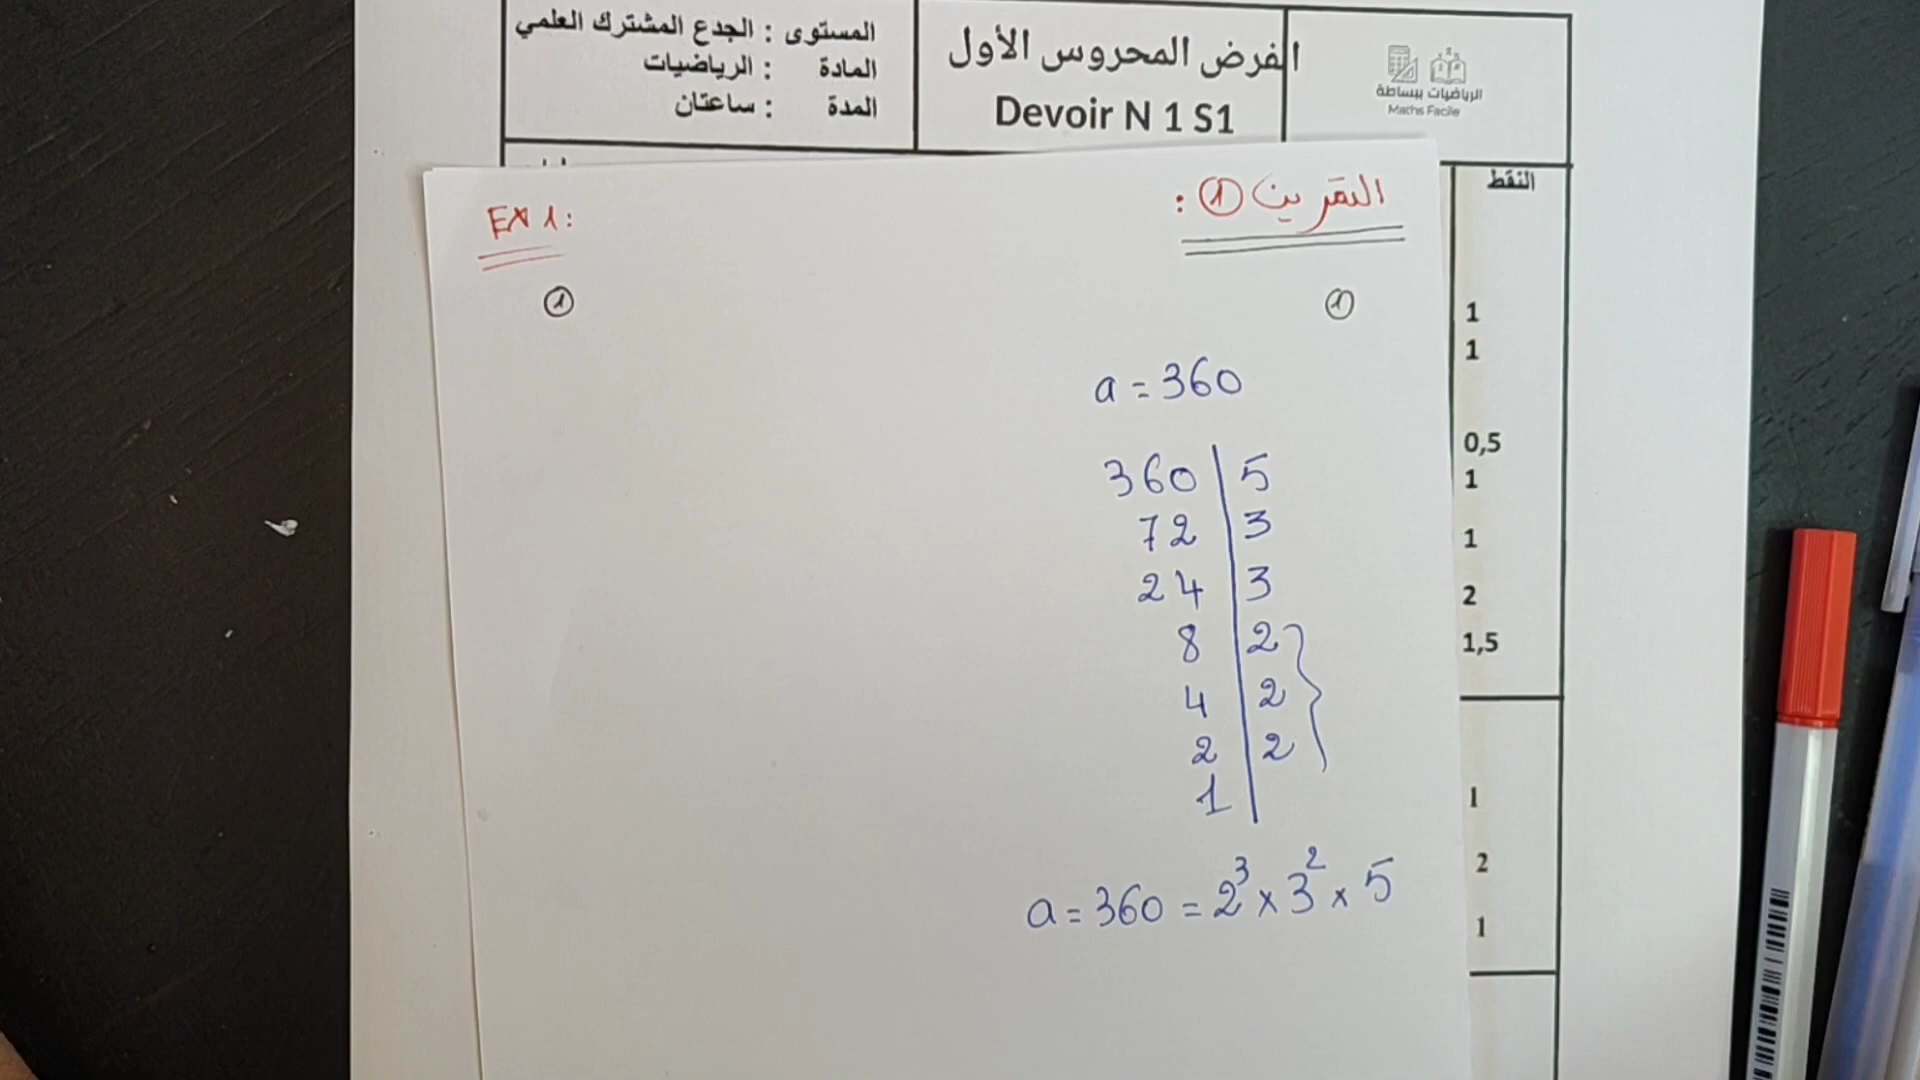 المستوى : الجدع المشترك العلمي
المادة : الرياضيات
المدة : ساعتان
الفرض المحروس الأول
Devoir N 1 S1
الرياضيات ببساطة
Maths Facile
النقط
التمرين 1 :
EX 1 :
1
1
a = 360
360 | 5
72 | 3
24 | 3
8 | 2
4 | 2
2 | 2
1 |
a = 360 = 2³ × 3² × 5
1
1
0,5
1
1
2
1,5
1
2
1